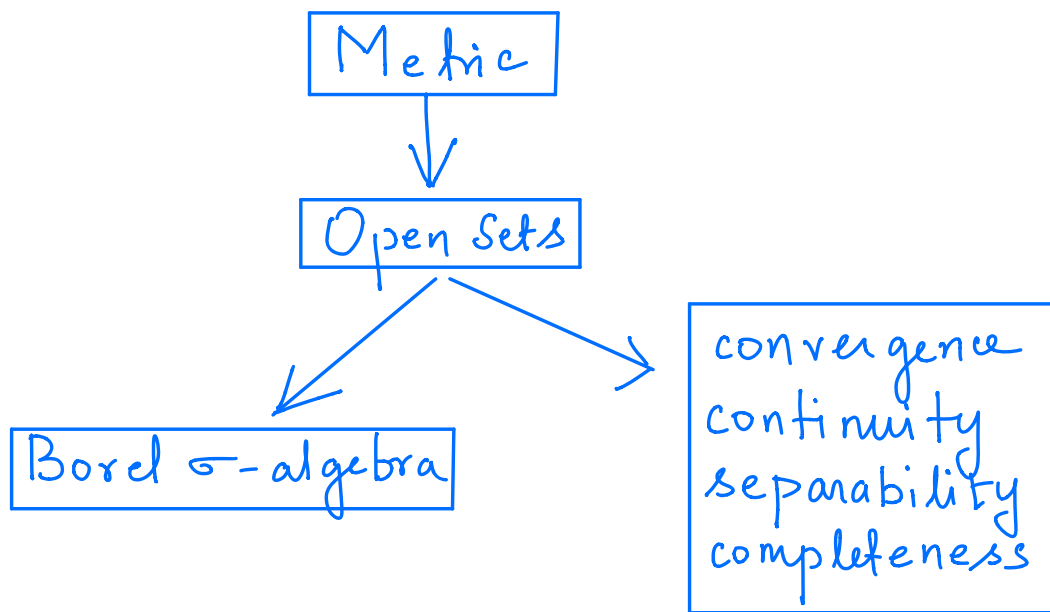 Metric
Open Sets
Borel σ-algebra
convergence
continuity
separability
completeness